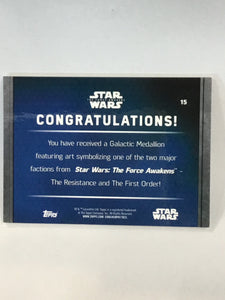 STAR
WARS
CONGRATULATIONS!
15
You have received a Galactic Medallion
featuring art symbolizing one of the two major
factions from Star Wars: The Force Awakens -
The Resistance and The First Order!
Topps
STAR
WARS